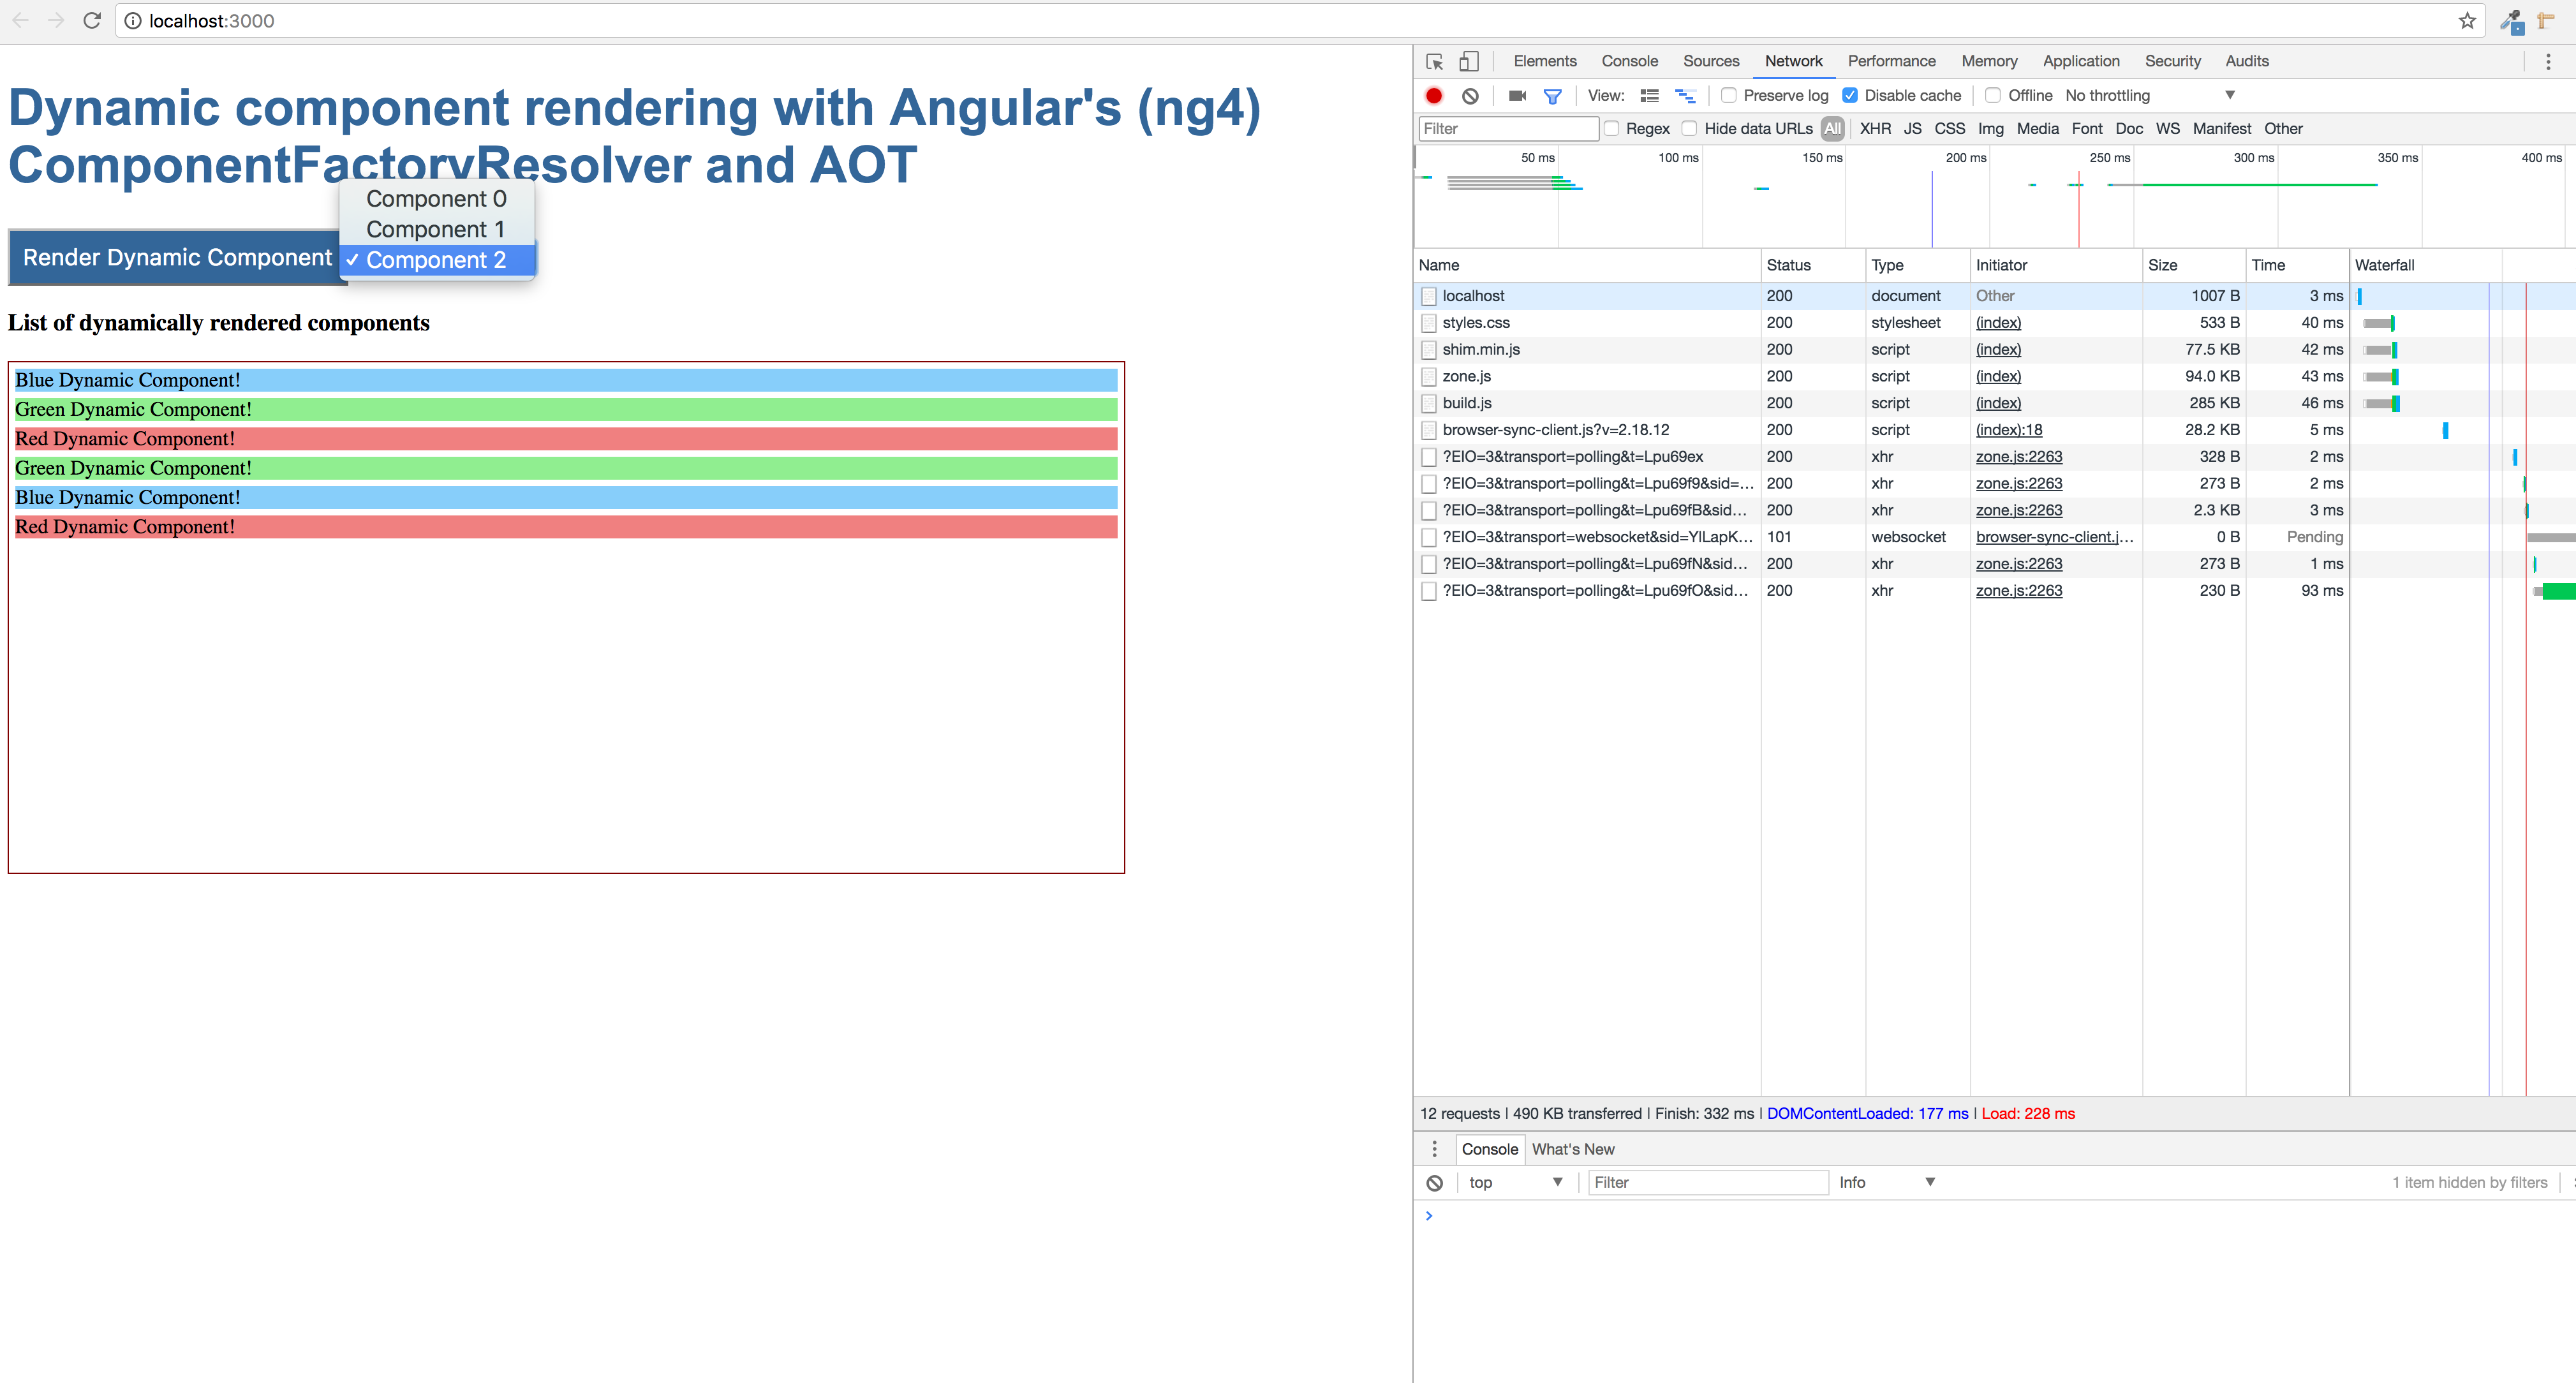 localhost:3000
Dynamic component rendering with Angular's (ng4)
ComponentFactoryResolver and AOT
Component 0
Component 1
✓ Component 2
Render Dynamic Component
List of dynamically rendered components
Blue Dynamic Component!
Green Dynamic Component!
Red Dynamic Component!
Green Dynamic Component!
Blue Dynamic Component!
Red Dynamic Component!
Elements Console Sources Network Performance Memory Application Security Audits
View: Preserve log Disable cache Offline No throttling
Filter Regex Hide data URLs All XHR JS CSS Img Media Font Doc WS Manifest Other
50 ms 100 ms 150 ms 200 ms 250 ms 300 ms 350 ms 400 ms
Name Status Type Initiator Size Time Waterfall
localhost 200 document Other 1007 B 3 ms
styles.css 200 stylesheet (index) 533 B 40 ms
shim.min.js 200 script (index) 77.5 KB 42 ms
zone.js 200 script (index) 94.0 KB 43 ms
build.js 200 script (index) 285 KB 46 ms
browser-sync-client.js?v=2.18.12 200 script (index):18 28.2 KB 5 ms
?EIO=3&transport=polling&t=Lpu69ex 200 xhr zone.js:2263 328 B 2 ms
?EIO=3&transport=polling&t=Lpu69f9&sid=... 200 xhr zone.js:2263 273 B 2 ms
?EIO=3&transport=polling&t=Lpu69fB&sid... 200 xhr zone.js:2263 2.3 KB 3 ms
?EIO=3&transport=websocket&sid=YlLapK... 101 websocket browser-sync-client.j... 0 B Pending
?EIO=3&transport=polling&t=Lpu69fN&sid... 200 xhr zone.js:2263 273 B 1 ms
?EIO=3&transport=polling&t=Lpu69fO&sid... 200 xhr zone.js:2263 230 B 93 ms
12 requests | 490 KB transferred | Finish: 332 ms | DOMContentLoaded: 177 ms | Load: 228 ms
Console What's New
top Filter Info 1 item hidden by filters